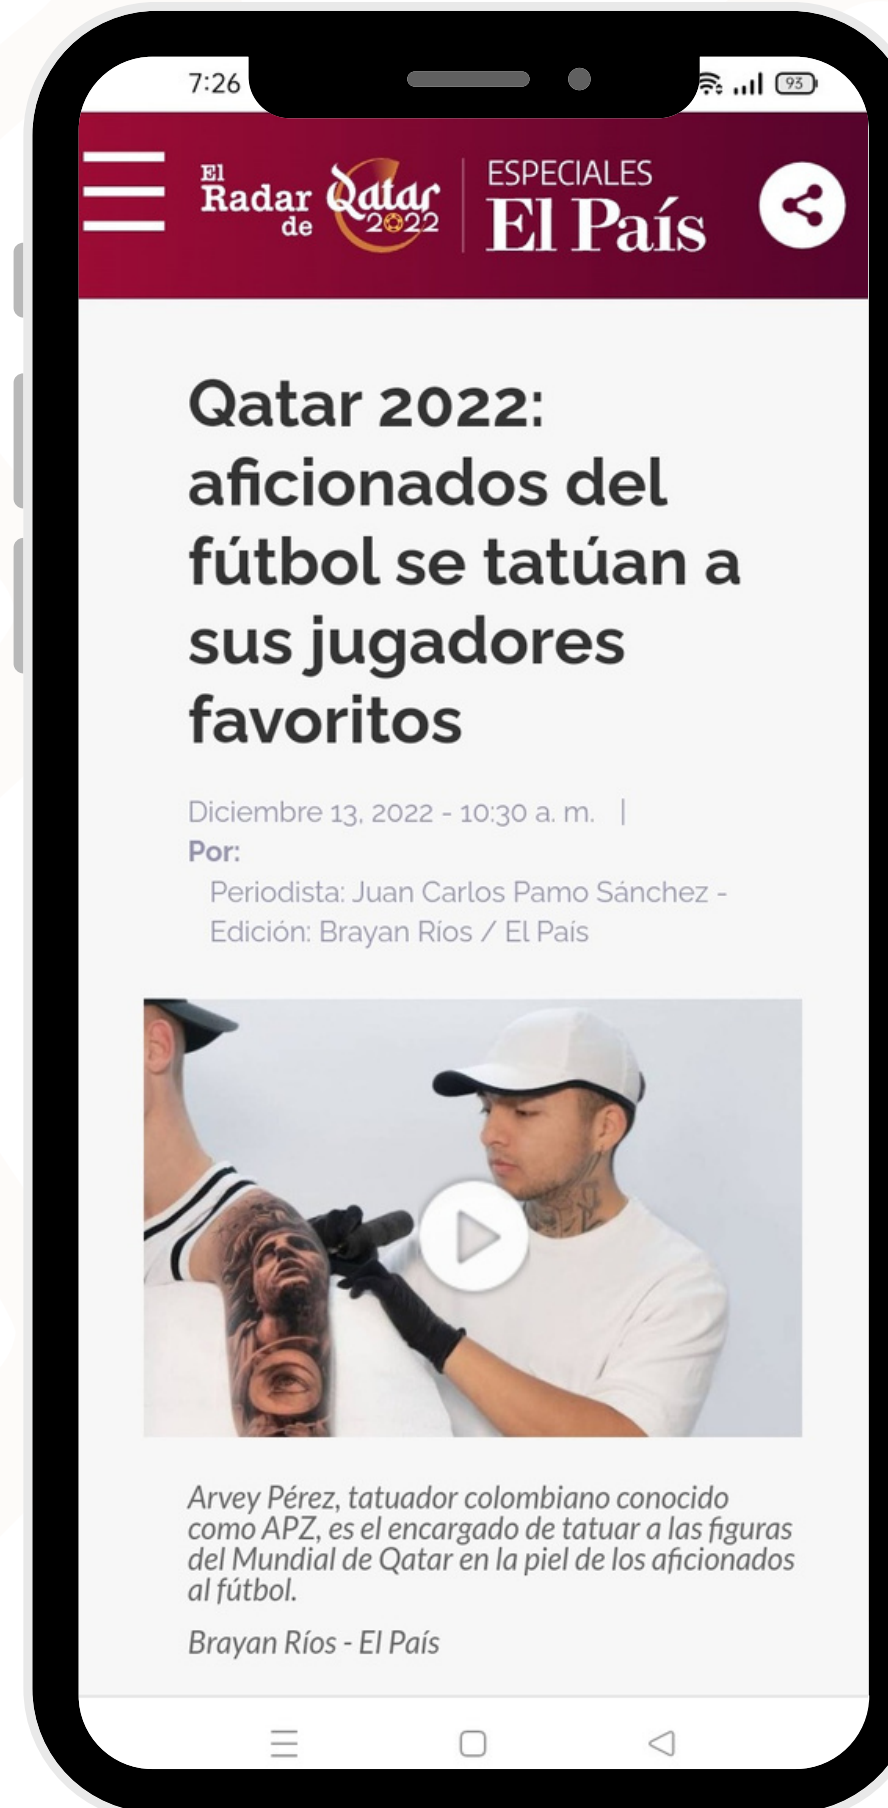 7:26
93
El
Radar
de
Qatar
2022
ESPECIALES
El País
Qatar 2022:
aficionados del
fútbol se tatúan a
sus jugadores
favoritos
Diciembre 13, 2022 - 10:30 a. m. |
Por:
Periodista: Juan Carlos Pamo Sánchez -
Edición: Brayan Ríos / El País
Arvey Pérez, tatuador colombiano conocido
como APZ, es el encargado de tatuar a las figuras
del Mundial de Qatar en la piel de los aficionados
al fútbol.
Brayan Ríos - El País